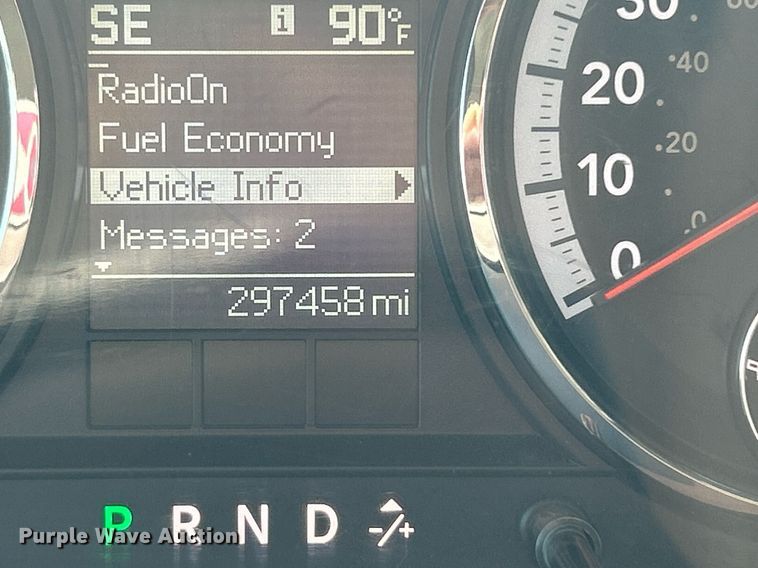 SE i 90°F
RadioOn
Fuel Economy
Vehicle Info
Messages: 2
297458 mi
30
20
10
0
40
20
0
P R N D -/+
Purple Wave Auction